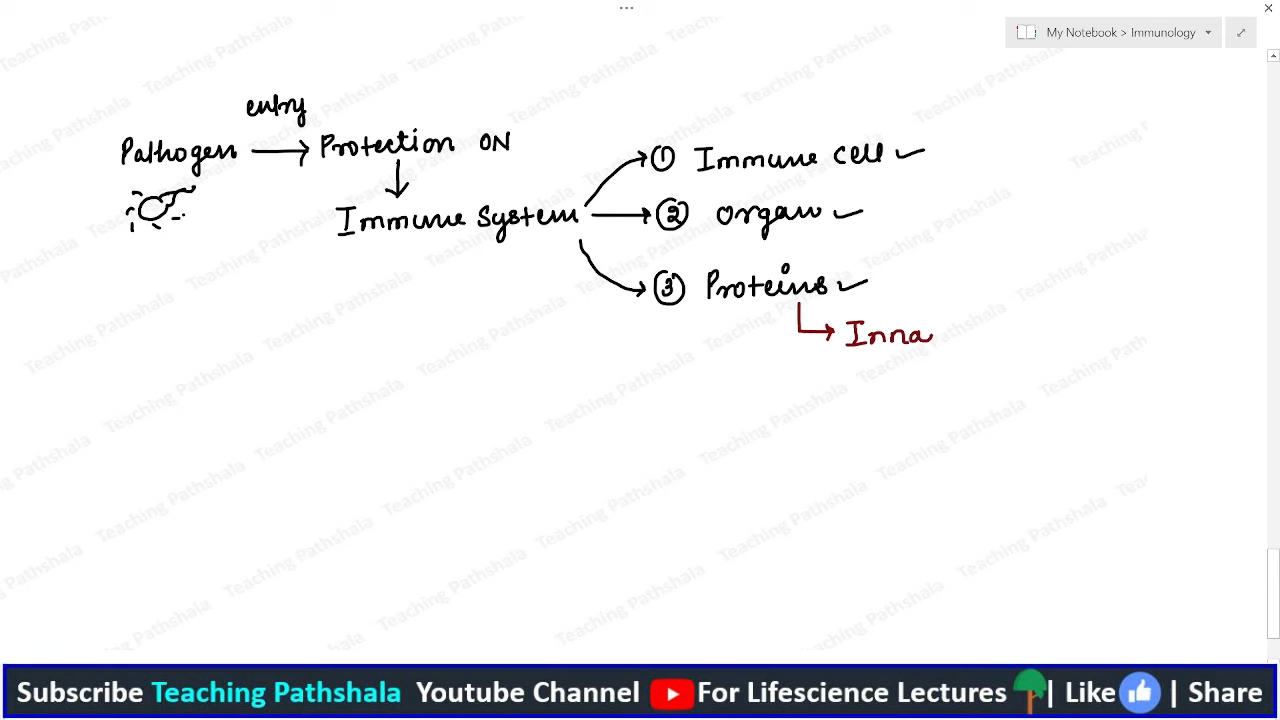 My Notebook > Immunology
entry
Pathogen → Protection ON
Immune System
① Immune cell ✓
② organ ✓
③ Proteins ✓
Inna
Subscribe Teaching Pathshala Youtube Channel For Lifescience Lectures | Like | Share